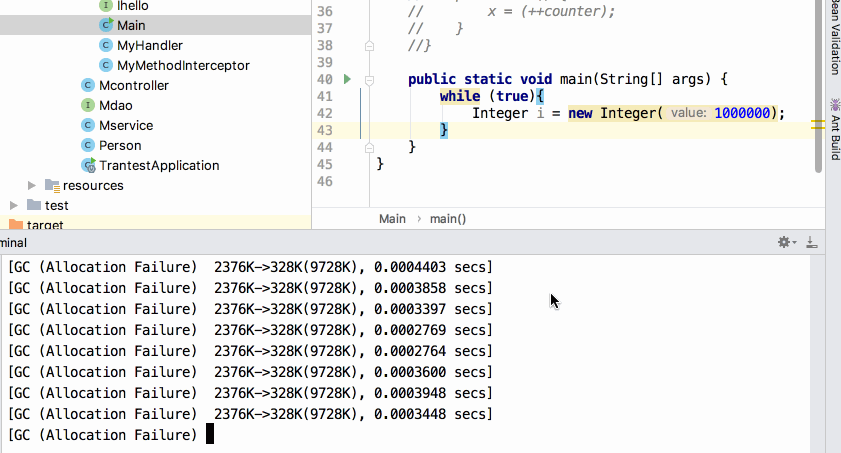 Ihello
Main
MyHandler
MyMethodInterceptor
Mcontroller
Mdao
Mservice
Person
TrantestApplication
resources
test
target
36 // x = (++counter);
37 // }
38 //}
39
40 public static void main(String[] args) {
41 while (true){
42 Integer i = new Integer( value: 1000000);
43 }
44 }
45 }
46
Main › main()
Bean Validation
Ant Build
minal
[GC (Allocation Failure)  2376K->328K(9728K), 0.0004403 secs]
[GC (Allocation Failure)  2376K->328K(9728K), 0.0003858 secs]
[GC (Allocation Failure)  2376K->328K(9728K), 0.0003397 secs]
[GC (Allocation Failure)  2376K->328K(9728K), 0.0002769 secs]
[GC (Allocation Failure)  2376K->328K(9728K), 0.0002764 secs]
[GC (Allocation Failure)  2376K->328K(9728K), 0.0003600 secs]
[GC (Allocation Failure)  2376K->328K(9728K), 0.0003948 secs]
[GC (Allocation Failure)  2376K->328K(9728K), 0.0003448 secs]
[GC (Allocation Failure)